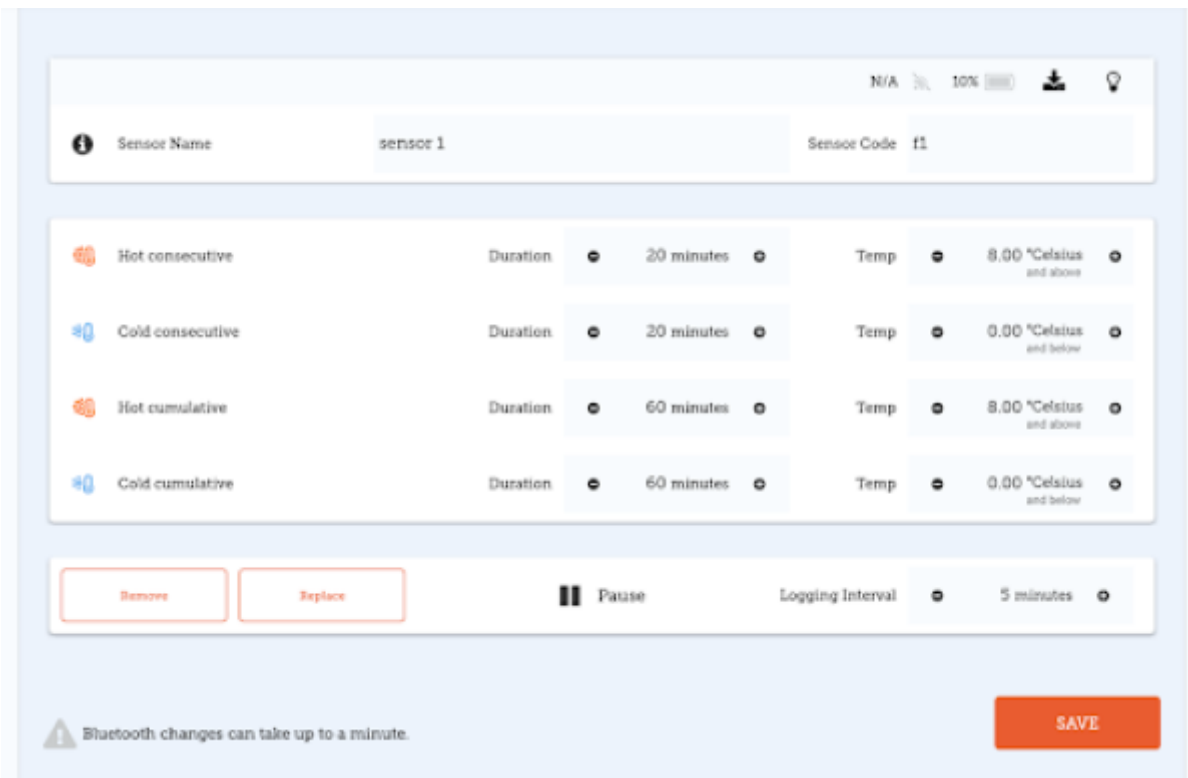 N/A 10%
Sensor Name sensor 1 Sensor Code f1
Hot consecutive Duration 20 minutes Temp 8.00 °Celsius
and above
Cold consecutive Duration 20 minutes Temp 0.00 °Celsius
and below
Hot cumulative Duration 60 minutes Temp 8.00 °Celsius
and above
Cold cumulative Duration 60 minutes Temp 0.00 °Celsius
and below
Remove Replace Pause Logging Interval 5 minutes
Bluetooth changes can take up to a minute. SAVE